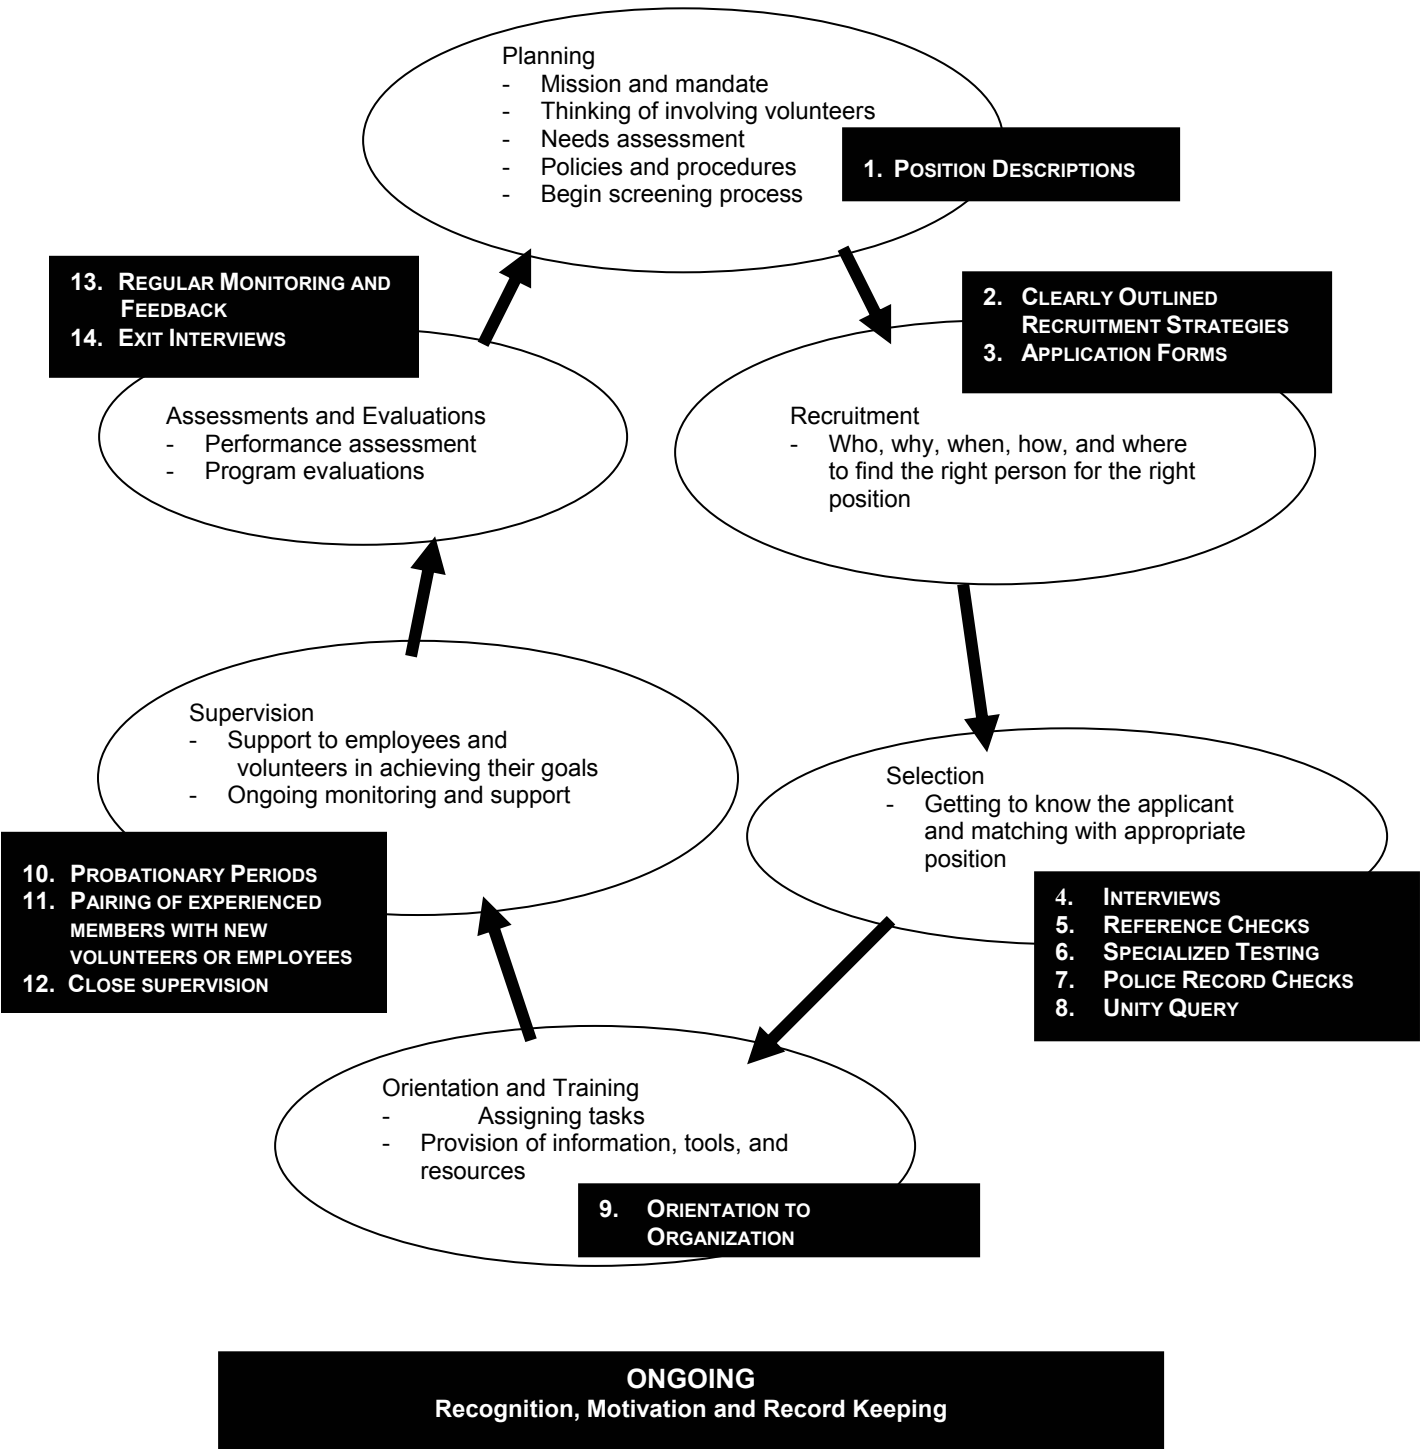 Planning
- Mission and mandate
- Thinking of involving volunteers
- Needs assessment
- Policies and procedures
- Begin screening process
1. POSITION DESCRIPTIONS
2. CLEARLY OUTLINED
RECRUITMENT STRATEGIES
3. APPLICATION FORMS
Recruitment
- Who, why, when, how, and where
to find the right person for the right
position
Selection
- Getting to know the applicant
and matching with appropriate
position
4. INTERVIEWS
5. REFERENCE CHECKS
6. SPECIALIZED TESTING
7. POLICE RECORD CHECKS
8. UNITY QUERY
Orientation and Training
- Assigning tasks
- Provision of information, tools, and
resources
9. ORIENTATION TO
ORGANIZATION
Supervision
- Support to employees and
volunteers in achieving their goals
- Ongoing monitoring and support
10. PROBATIONARY PERIODS
11. PAIRING OF EXPERIENCED
MEMBERS WITH NEW
VOLUNTEERS OR EMPLOYEES
12. CLOSE SUPERVISION
13. REGULAR MONITORING AND
FEEDBACK
14. EXIT INTERVIEWS
Assessments and Evaluations
- Performance assessment
- Program evaluations
ONGOING
Recognition, Motivation and Record Keeping